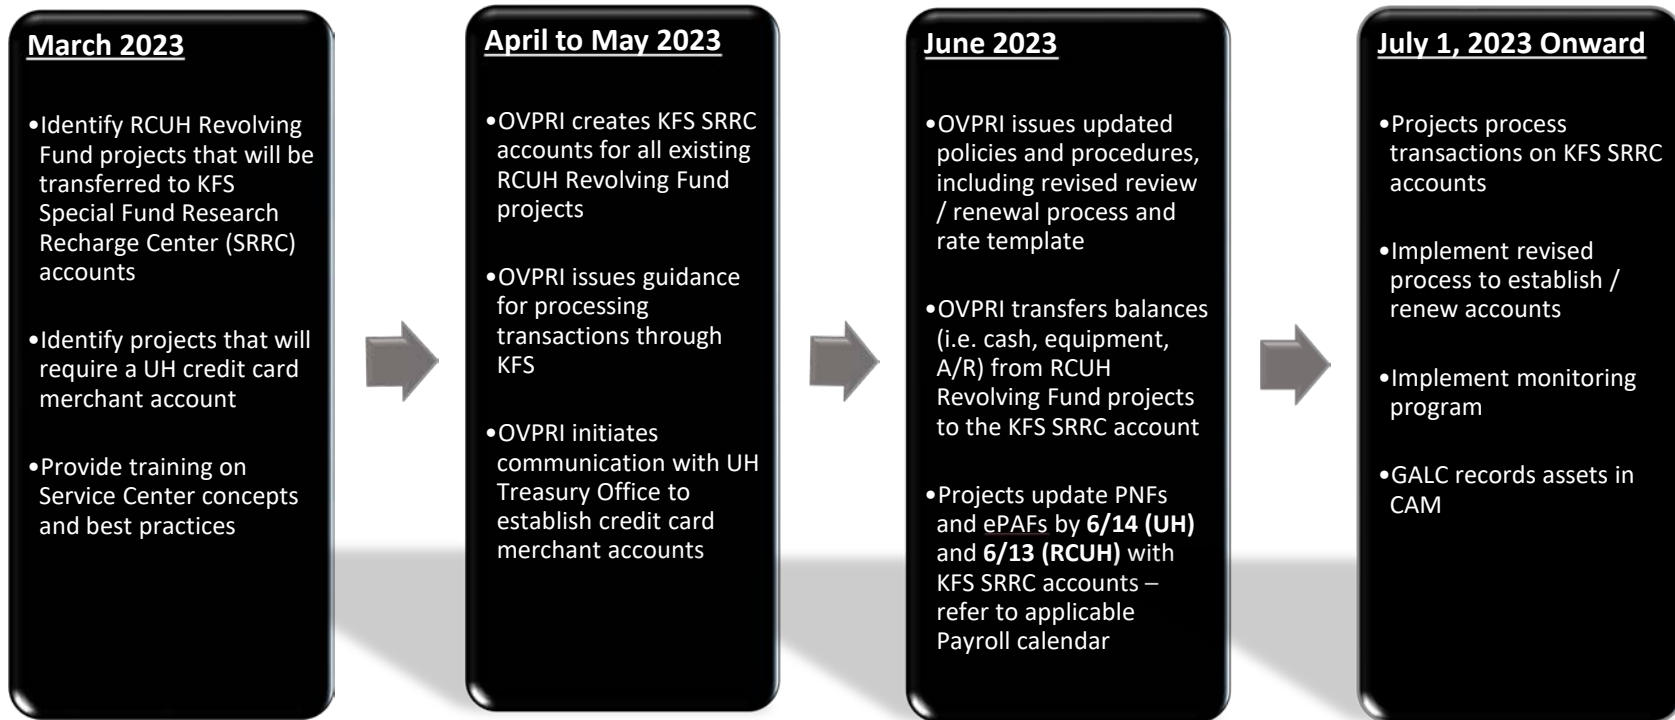 March 2023
•Identify RCUH Revolving
Fund projects that will be
transferred to KFS
Special Fund Research
Recharge Center (SRRC)
accounts
•Identify projects that will
require a UH credit card
merchant account
•Provide training on
Service Center concepts
and best practices
April to May 2023
•OVPRI creates KFS SRRC
accounts for all existing
RCUH Revolving Fund
projects
•OVPRI issues guidance
for processing
transactions through
KFS
•OVPRI initiates
communication with UH
Treasury Office to
establish credit card
merchant accounts
June 2023
•OVPRI issues updated
policies and procedures,
including revised review
/ renewal process and
rate template
•OVPRI transfers balances
(i.e. cash, equipment,
A/R) from RCUH
Revolving Fund projects
to the KFS SRRC account
•Projects update PNFs
and ePAFs by 6/14 (UH)
and 6/13 (RCUH) with
KFS SRRC accounts –
refer to applicable
Payroll calendar
July 1, 2023 Onward
•Projects process
transactions on KFS SRRC
accounts
•Implement revised
process to establish /
renew accounts
•Implement monitoring
program
•GALC records assets in
CAM